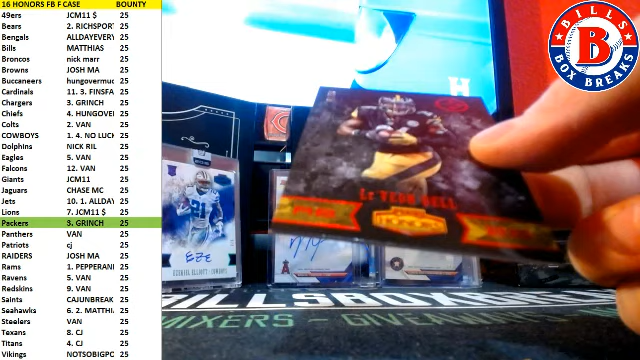 16 HONORS FB F CASE BOUNTY
49ers JCM11 $ 25
Bears 2. RICHSPORT 25
Bengals ALLDAYEVERY 25
Bills MATTHIAS 25
Broncos nick marr 25
Browns JOSH MA 25
Buccaneers hungovermuc 25
Cardinals 11. 3. FINSFA 25
Chargers 3. GRINCH 25
Chiefs 4. HUNGOVEI 25
Colts 2. VAN 25
COWBOYS 1. 4. NO LUCK 25
Dolphins NICK RIL 25
Eagles 5. VAN 25
Falcons 12. VAN 25
Giants JCM11 25
Jaguars CHASE MC 25
Jets 10. 1. ALLDAY 25
Lions 7. JCM11 $ 25
Packers 3. GRINCH 25
Panthers VAN 25
Patriots cj 25
RAIDERS JOSH MA 25
Rams 1. PEPPERANI 25
Ravens 5. VAN 25
Redskins 9. VAN 25
Saints CAJUNBREAK 25
Seahawks 6. 2. MATTHI 25
Steelers VAN 25
Texans 8. CJ 25
Titans 4. CJ 25
Vikings NOTSOBIGPC 25
BILLS
B
BOX BREAKS
Le'VEON BELL
HONORS
21
EZEKIEL ELLIOTT
BILLSBOXBREAKS
MIXERS - GIVEAWAYS